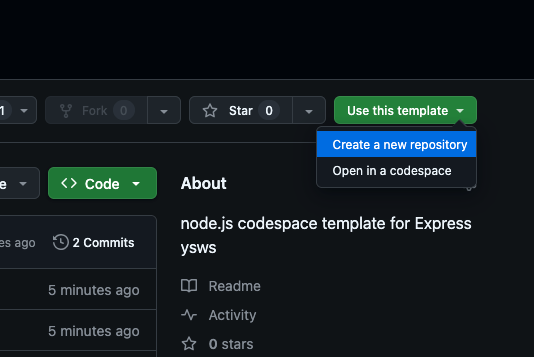 1
Fork 0
Star 0
Use this template
Create a new repository
Open in a codespace
e
Code
About
node.js codespace template for Express
ysws
es ago
2 Commits
5 minutes ago
Readme
Activity
5 minutes ago
0 stars